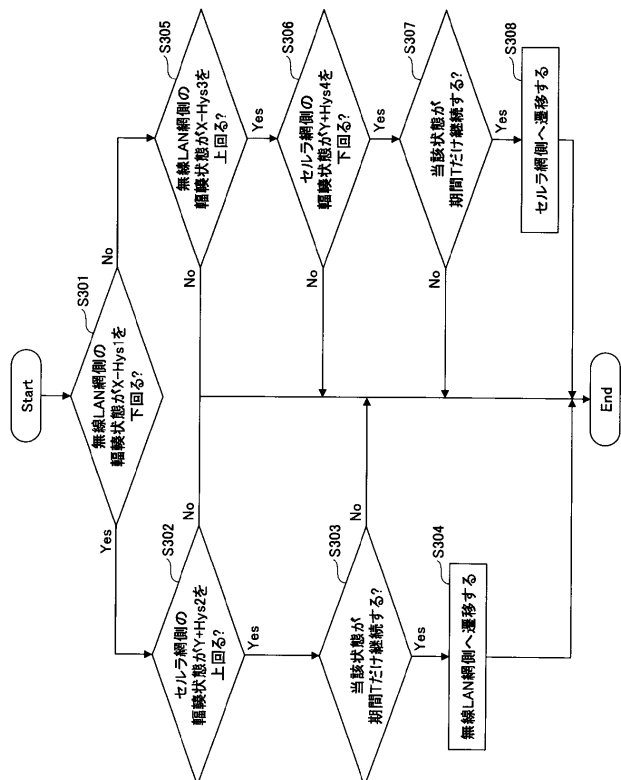 Start
S301
無線LAN網側の
輻輳状態がX-Hys1を
下回る?
Yes
No
S302
セルラ網側の
輻輳状態がY+Hys2を
上回る?
No
Yes
S303
当該状態が
期間Tだけ継続する?
No
Yes
S304
無線LAN網側へ遷移する
S305
無線LAN網側の
輻輳状態がX-Hys3を
上回る?
No
Yes
S306
セルラ網側の
輻輳状態がY+Hys4を
下回る?
No
Yes
S307
当該状態が
期間Tだけ継続する?
No
Yes
S308
セルラ網側へ遷移する
End